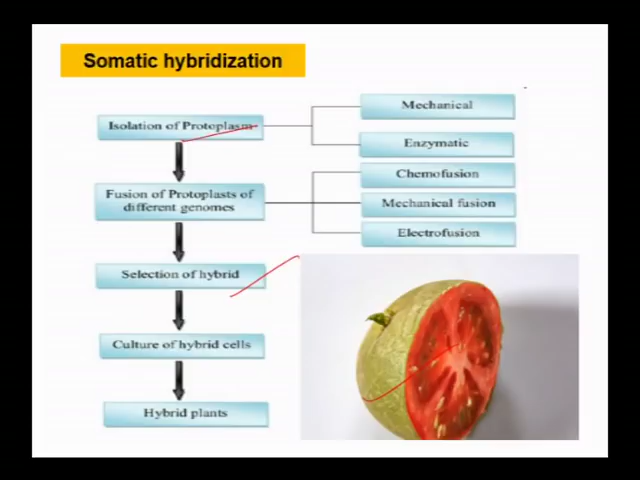 Somatic hybridization
Isolation of Protoplasm
Mechanical
Enzymatic
Fusion of Protoplasts of
different genomes
Chemofusion
Mechanical fusion
Electrofusion
Selection of hybrid
Culture of hybrid cells
Hybrid plants